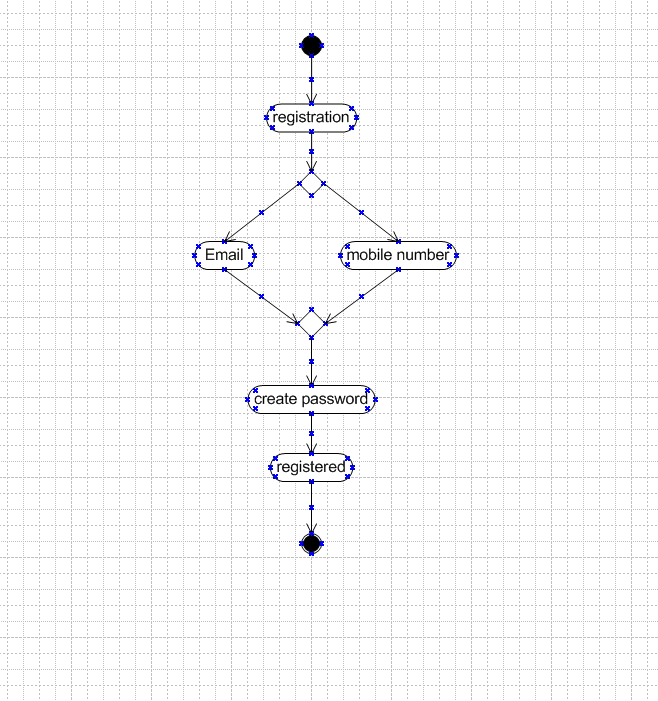 registration
Email
mobile number
create password
registered